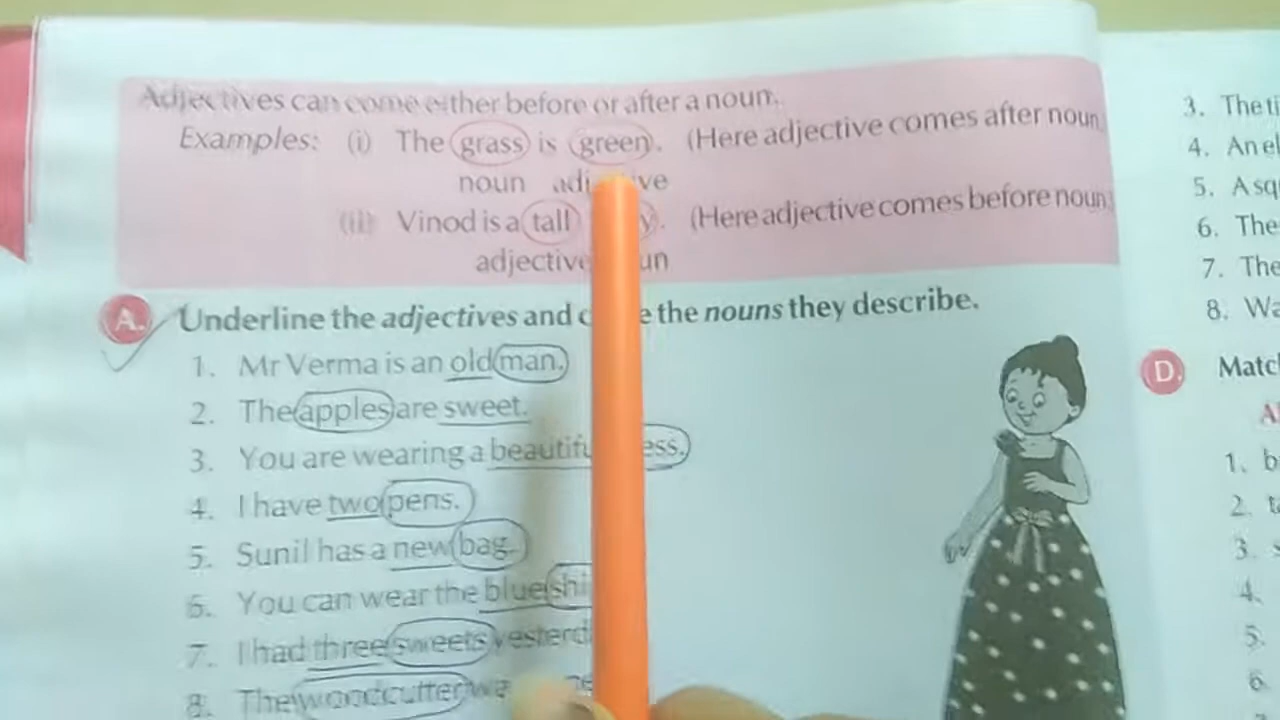 Adjectives can come either before or after a noun.
Examples: (i) The grass is green. (Here adjective comes after noun
noun
(ii) Vinod is a tall (Here adjective comes before noun)
adjective
A. Underline the adjectives and the nouns they describe.
1. Mr Verma is an old man.
2. The apples are sweet.
3. You are wearing a
4. I have two pens.
5. Sunil has a new bag.
6. You can wear the blue
7. I had three sweets
8. The woodcutter
3. The
4. An
5. A
6. The
7. The
8.
D.
1.
2.
3.
4.
5.
6.